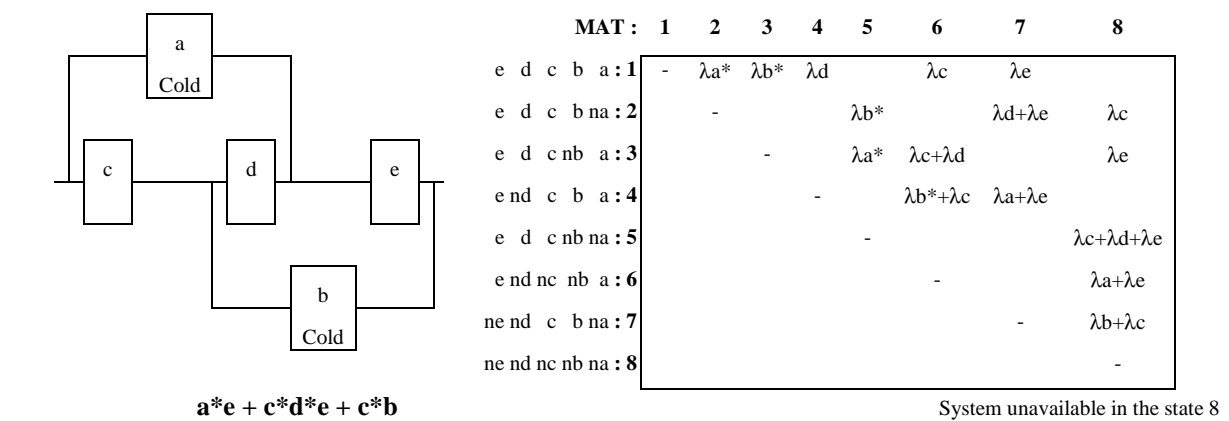 a
Cold
c
d
e
b
Cold
a*e + c*d*e + c*b
MAT : 1 2 3 4 5 6 7 8
e d c b a : 1 - λa* λb* λd λc λe
e d c b na : 2 - λb* λd+λe λc
e d c nb a : 3 - λa* λc+λd λe
e nd c b a : 4 - λb*+λc λa+λe
e d c nb na : 5 - λc+λd+λe
e nd nc nb a : 6 - λa+λe
ne nd c b na : 7 - λb+λc
ne nd nc nb na : 8 -
System unavailable in the state 8